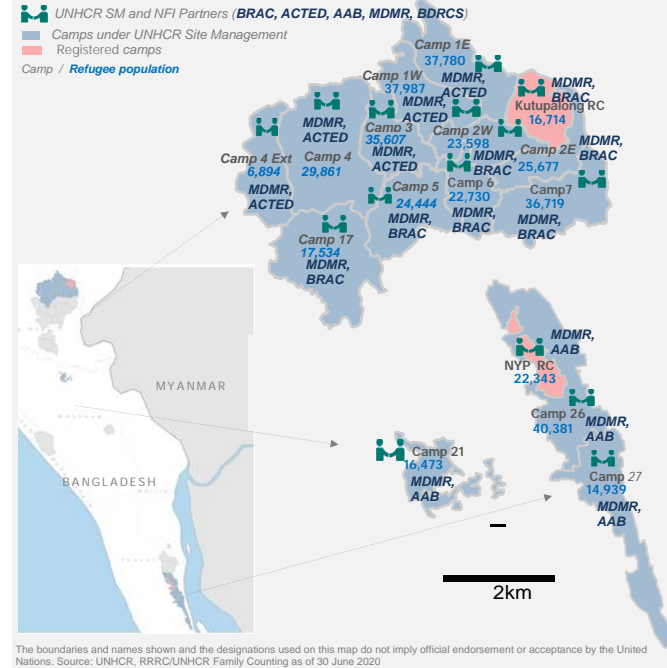 UNHCR SM and NFI Partners (BRAC, ACTED, AAB, MDMR, BDRCS)
Camps under UNHCR Site Management
Registered camps
Camp / Refugee population
Camp 1E
37,780
MDMR,
ACTED
Camp 1W
37,987
MDMR,
ACTED
MDMR,
BRAC
Kutupalong RC
16,714
MDMR,
ACTED
Camp 3
35,607
MDMR,
ACTED
Camp 2W
23,598
MDMR,
BRAC
Camp 2E
25,677
MDMR,
BRAC
Camp 4 Ext
6,894
MDMR,
ACTED
Camp 4
29,861
Camp 5
24,444
MDMR,
BRAC
Camp 6
22,730
MDMR,
BRAC
Camp7
36,719
MDMR,
BRAC
Camp 17
17,534
MDMR,
BRAC
MYANMAR
BANGLADESH
MDMR,
AAB
NYP RC
22,343
Camp 26
40,381
MDMR,
AAB
Camp 21
16,473
MDMR,
AAB
Camp 27
14,939
MDMR,
AAB
2km
The boundaries and names shown and the designations used on this map do not imply official endorsement or acceptance by the United
Nations. Source: UNHCR, RRRC/UNHCR Family Counting as of 30 June 2020